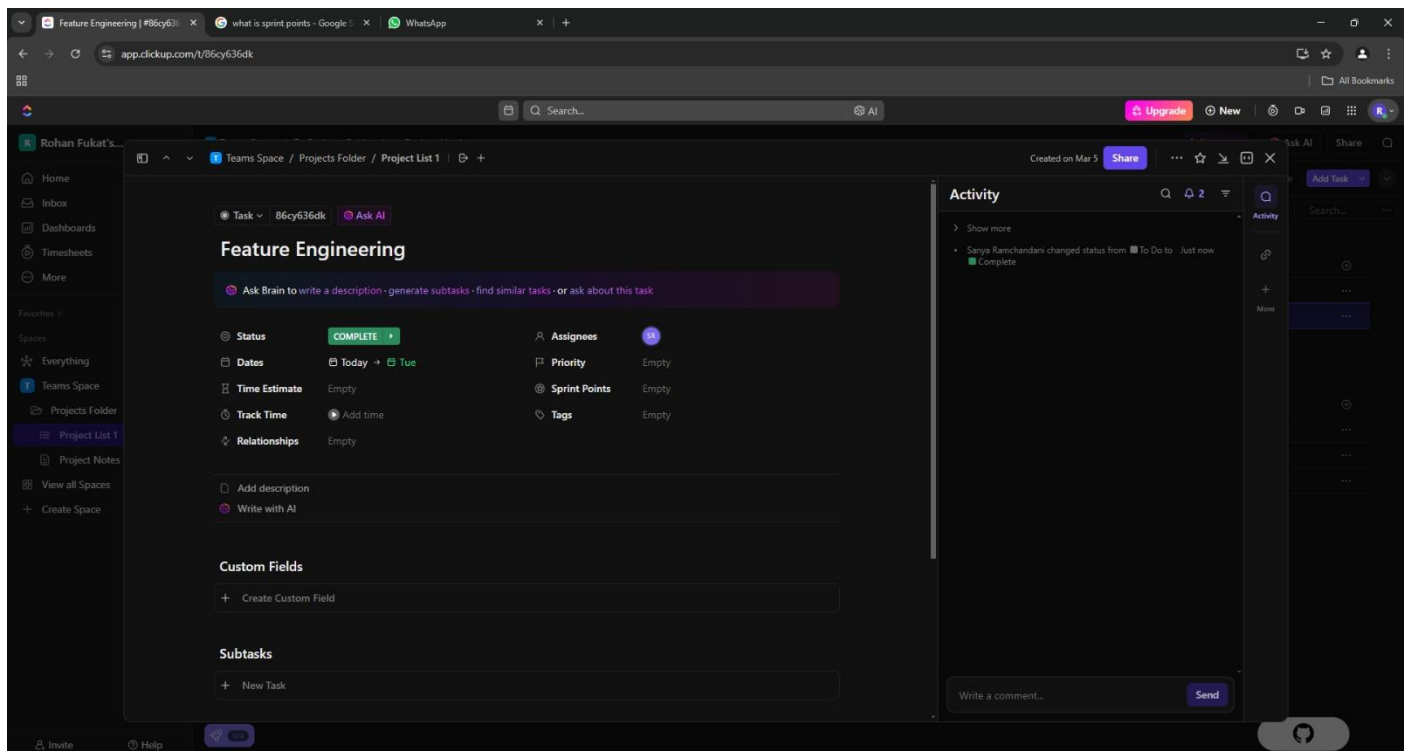 Feature Engineering | #86cy636
what is sprint points - Google S
WhatsApp
app.clickup.com/t/86cy636dk
All Bookmarks
Search...
AI
Upgrade
New
R
R Rohan Fukat's...
Ask AI
Share
Teams Space / Projects Folder / Project List 1
Created on Mar 5
Share
Home
Inbox
Dashboards
Timesheets
More
Favorites
Spaces
Everything
T Teams Space
Projects Folder
Project List 1
Project Notes
View all Spaces
Create Space
Invite
Help
Task
86cy636dk
Ask AI
Feature Engineering
Ask Brain to write a description · generate subtasks · find similar tasks · or ask about this task
Status COMPLETE
Assignees SR
Dates Today → Tue
Priority Empty
Time Estimate Empty
Sprint Points Empty
Track Time Add time
Tags Empty
Relationships Empty
Add description
Write with AI
Custom Fields
+ Create Custom Field
Subtasks
+ New Task
Activity
2
Show more
Sanya Ramchandani changed status from To Do to Just now
Complete
Write a comment...
Send
Activity
More
Add Task
Search...